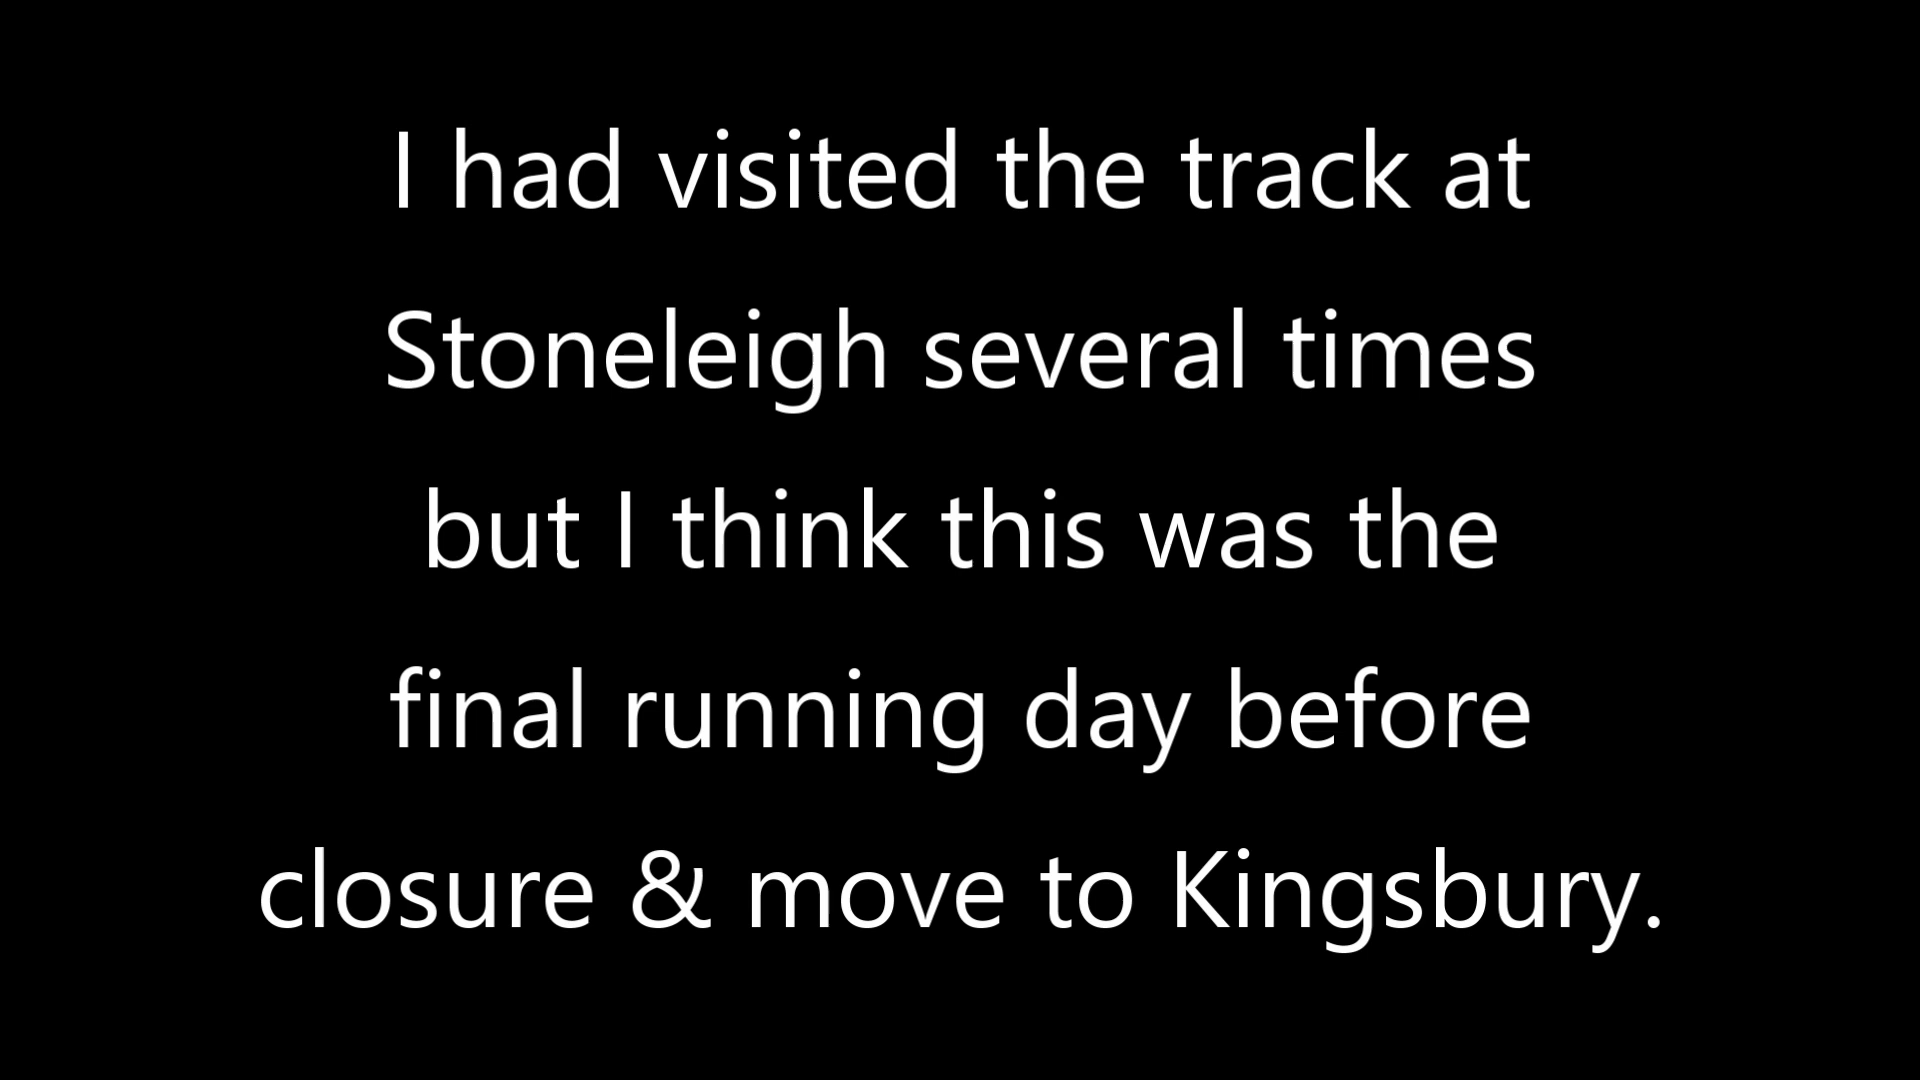 I had visited the track at
Stoneleigh several times
but I think this was the
final running day before
closure & move to Kingsbury.